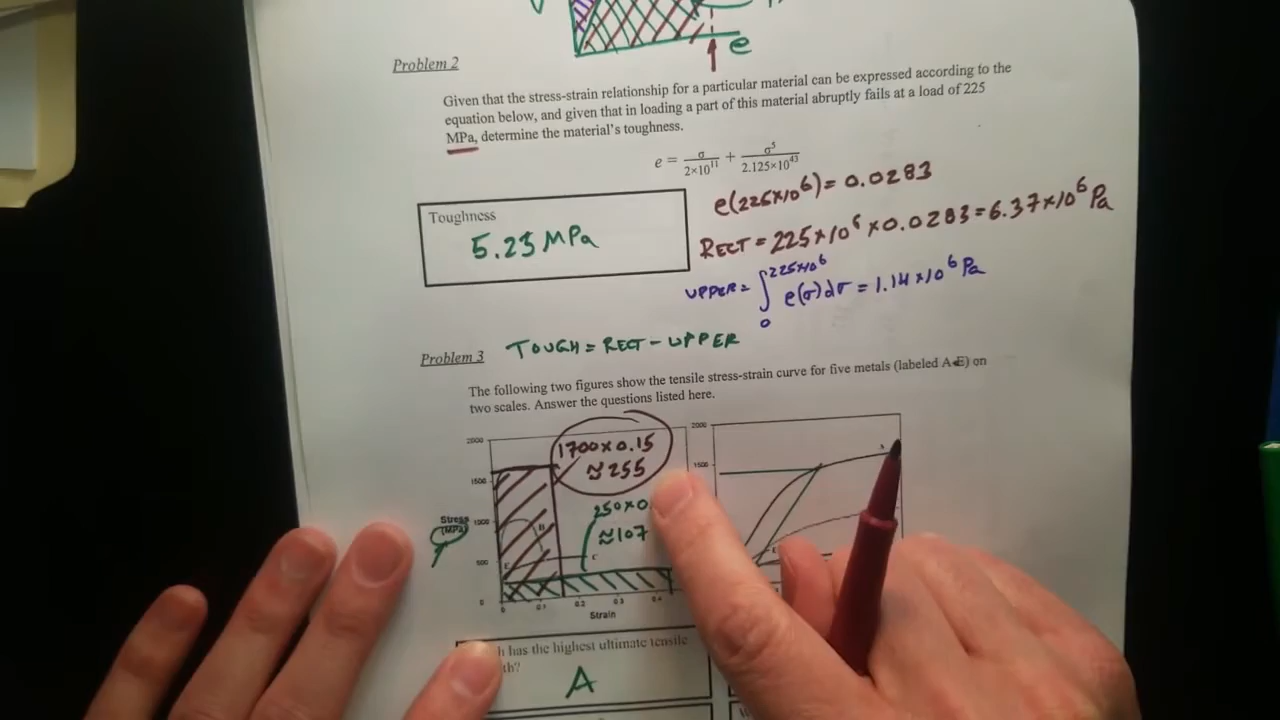 e
Problem 2
Given that the stress-strain relationship for a particular material can be expressed according to the
equation below, and given that in loading a part of this material abruptly fails at a load of 225
MPa, determine the material's toughness.
e = σ/2×10¹¹ + σ⁵/2.125×10⁴³
e(225×10⁶) = 0.0283
Toughness
5.23 MPa
RECT = 225×10⁶ × 0.0283 = 6.37×10⁶ Pa
UPPER = ∫₀^225×10⁶ e(σ)dσ = 1.14×10⁶ Pa
TOUGH = RECT - UPPER
Problem 3
The following two figures show the tensile stress-strain curve for five metals (labeled A-E) on
two scales. Answer the questions listed here.
2000
1500
1000
500
0
Stress
(MPa)
1700×0.15
≈255
250×0.
≈107
B
E
C
0
0.1
0.2
0.3
0.4
Strain
2000
1500
A
E
has the highest ultimate tensile
th?
A